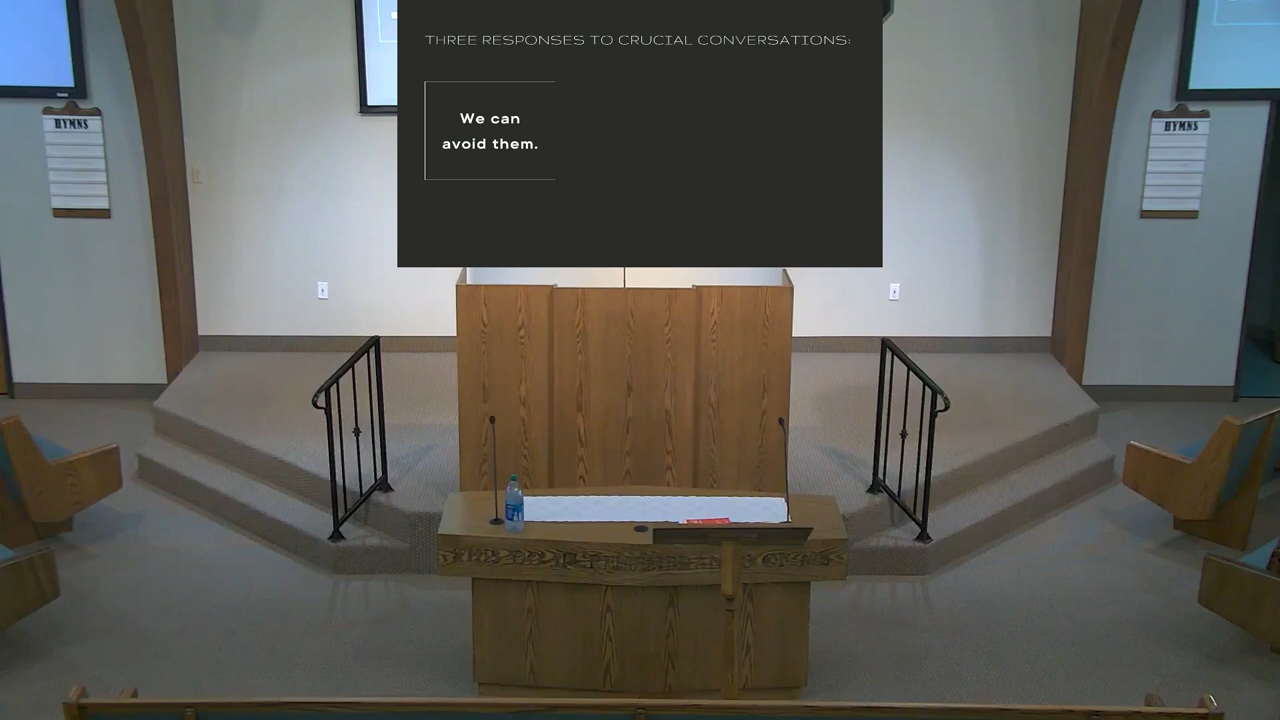 THREE RESPONSES TO CRUCIAL CONVERSATIONS:
We can
avoid them.
HYMNS
HYMNS